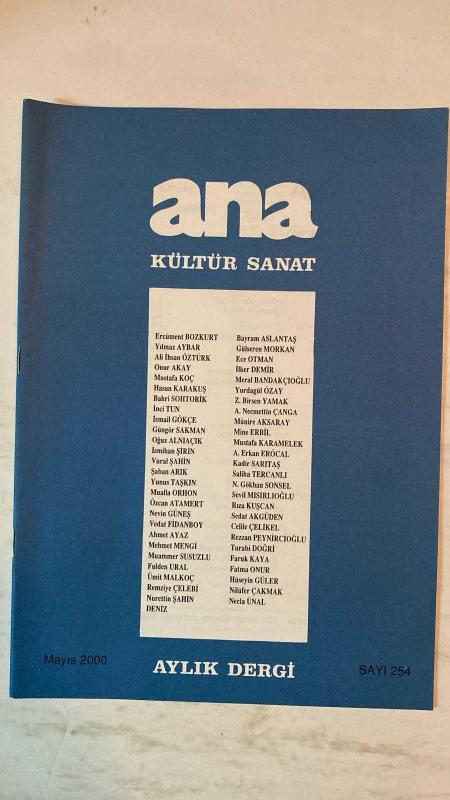 ana
KÜLTÜR SANAT
Ercüment BOZKURT
Yılmaz AYBAR
Ali İhsan ÖZTÜRK
Onur AKAY
Mustafa KOÇ
Hasan KARAKUŞ
Bahri SOHTORİK
İnci TUN
İsmail GÖKÇE
Güngör SAKMAN
Oğuz ALNIAÇIK
İsmihan ŞİRİN
Vural ŞAHİN
Şaban ARIK
Yunus TAŞKIN
Mualla ORHON
Özcan ATAMERT
Nevin GÜNEŞ
Vedat FİDANBOY
Ahmet AYAZ
Mehmet MENGİ
Muammer SUSUZLU
Fulden URAL
Ümit MALKOÇ
Remziye ÇELEBİ
Nurettin ŞAHİN
DENİZ
Bayram ASLANTAŞ
Gülseren MORKAN
Ece OTMAN
İlker DEMİR
Meral BANDAKÇIOĞLU
Yurdagül ÖZAY
Z. Birsen YAMAK
A. Necmettin ÇANGA
Münire AKSARAY
Mine ERBİL
Mustafa KARAMELEK
A. Erkan ERÖCAL
Kadir SARITAŞ
Saliha TERCANLI
N. Gökhan SONSEL
Sevil MISIRLIOĞLU
Rıza KUŞCAN
Sedat AKGÜDEN
Celile ÇELİKEL
Rezzan PEYNİRCİOĞLU
Turabi DOĞRİ
Faruk KAYA
Fatma ONUR
Hüseyin GÜLER
Nilüfer ÇAKMAK
Necla ÜNAL
Mayıs 2000
AYLIK DERGİ
SAYI 254